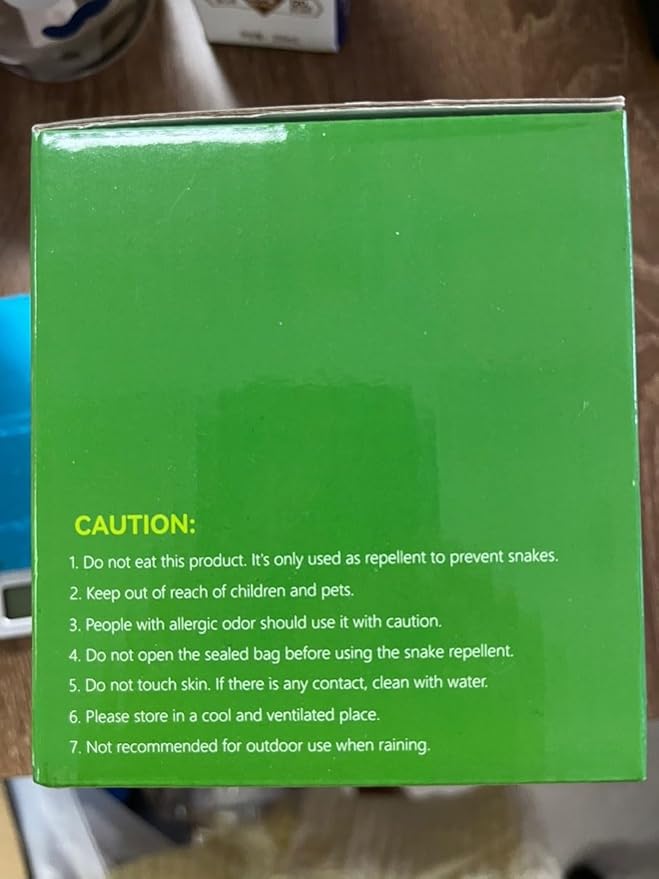 CAUTION:
1. Do not eat this product. It's only used as repellent to prevent snakes.
2. Keep out of reach of children and pets.
3. People with allergic odor should use it with caution.
4. Do not open the sealed bag before using the snake repellent.
5. Do not touch skin. If there is any contact, clean with water.
6. Please store in a cool and ventilated place.
7. Not recommended for outdoor use when raining.